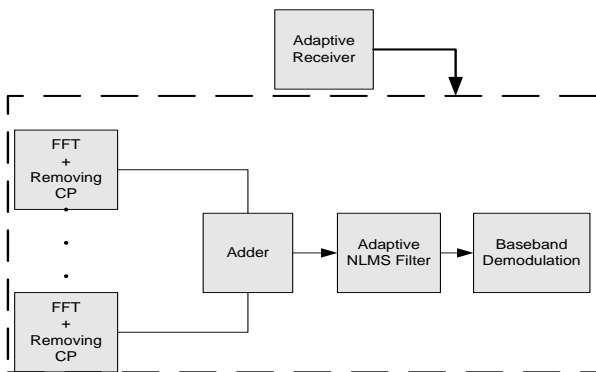 Adaptive
Receiver
FFT
+
Removing
CP
Adder
Adaptive
NLMS Filter
Baseband
Demodulation
FFT
+
Removing
CP